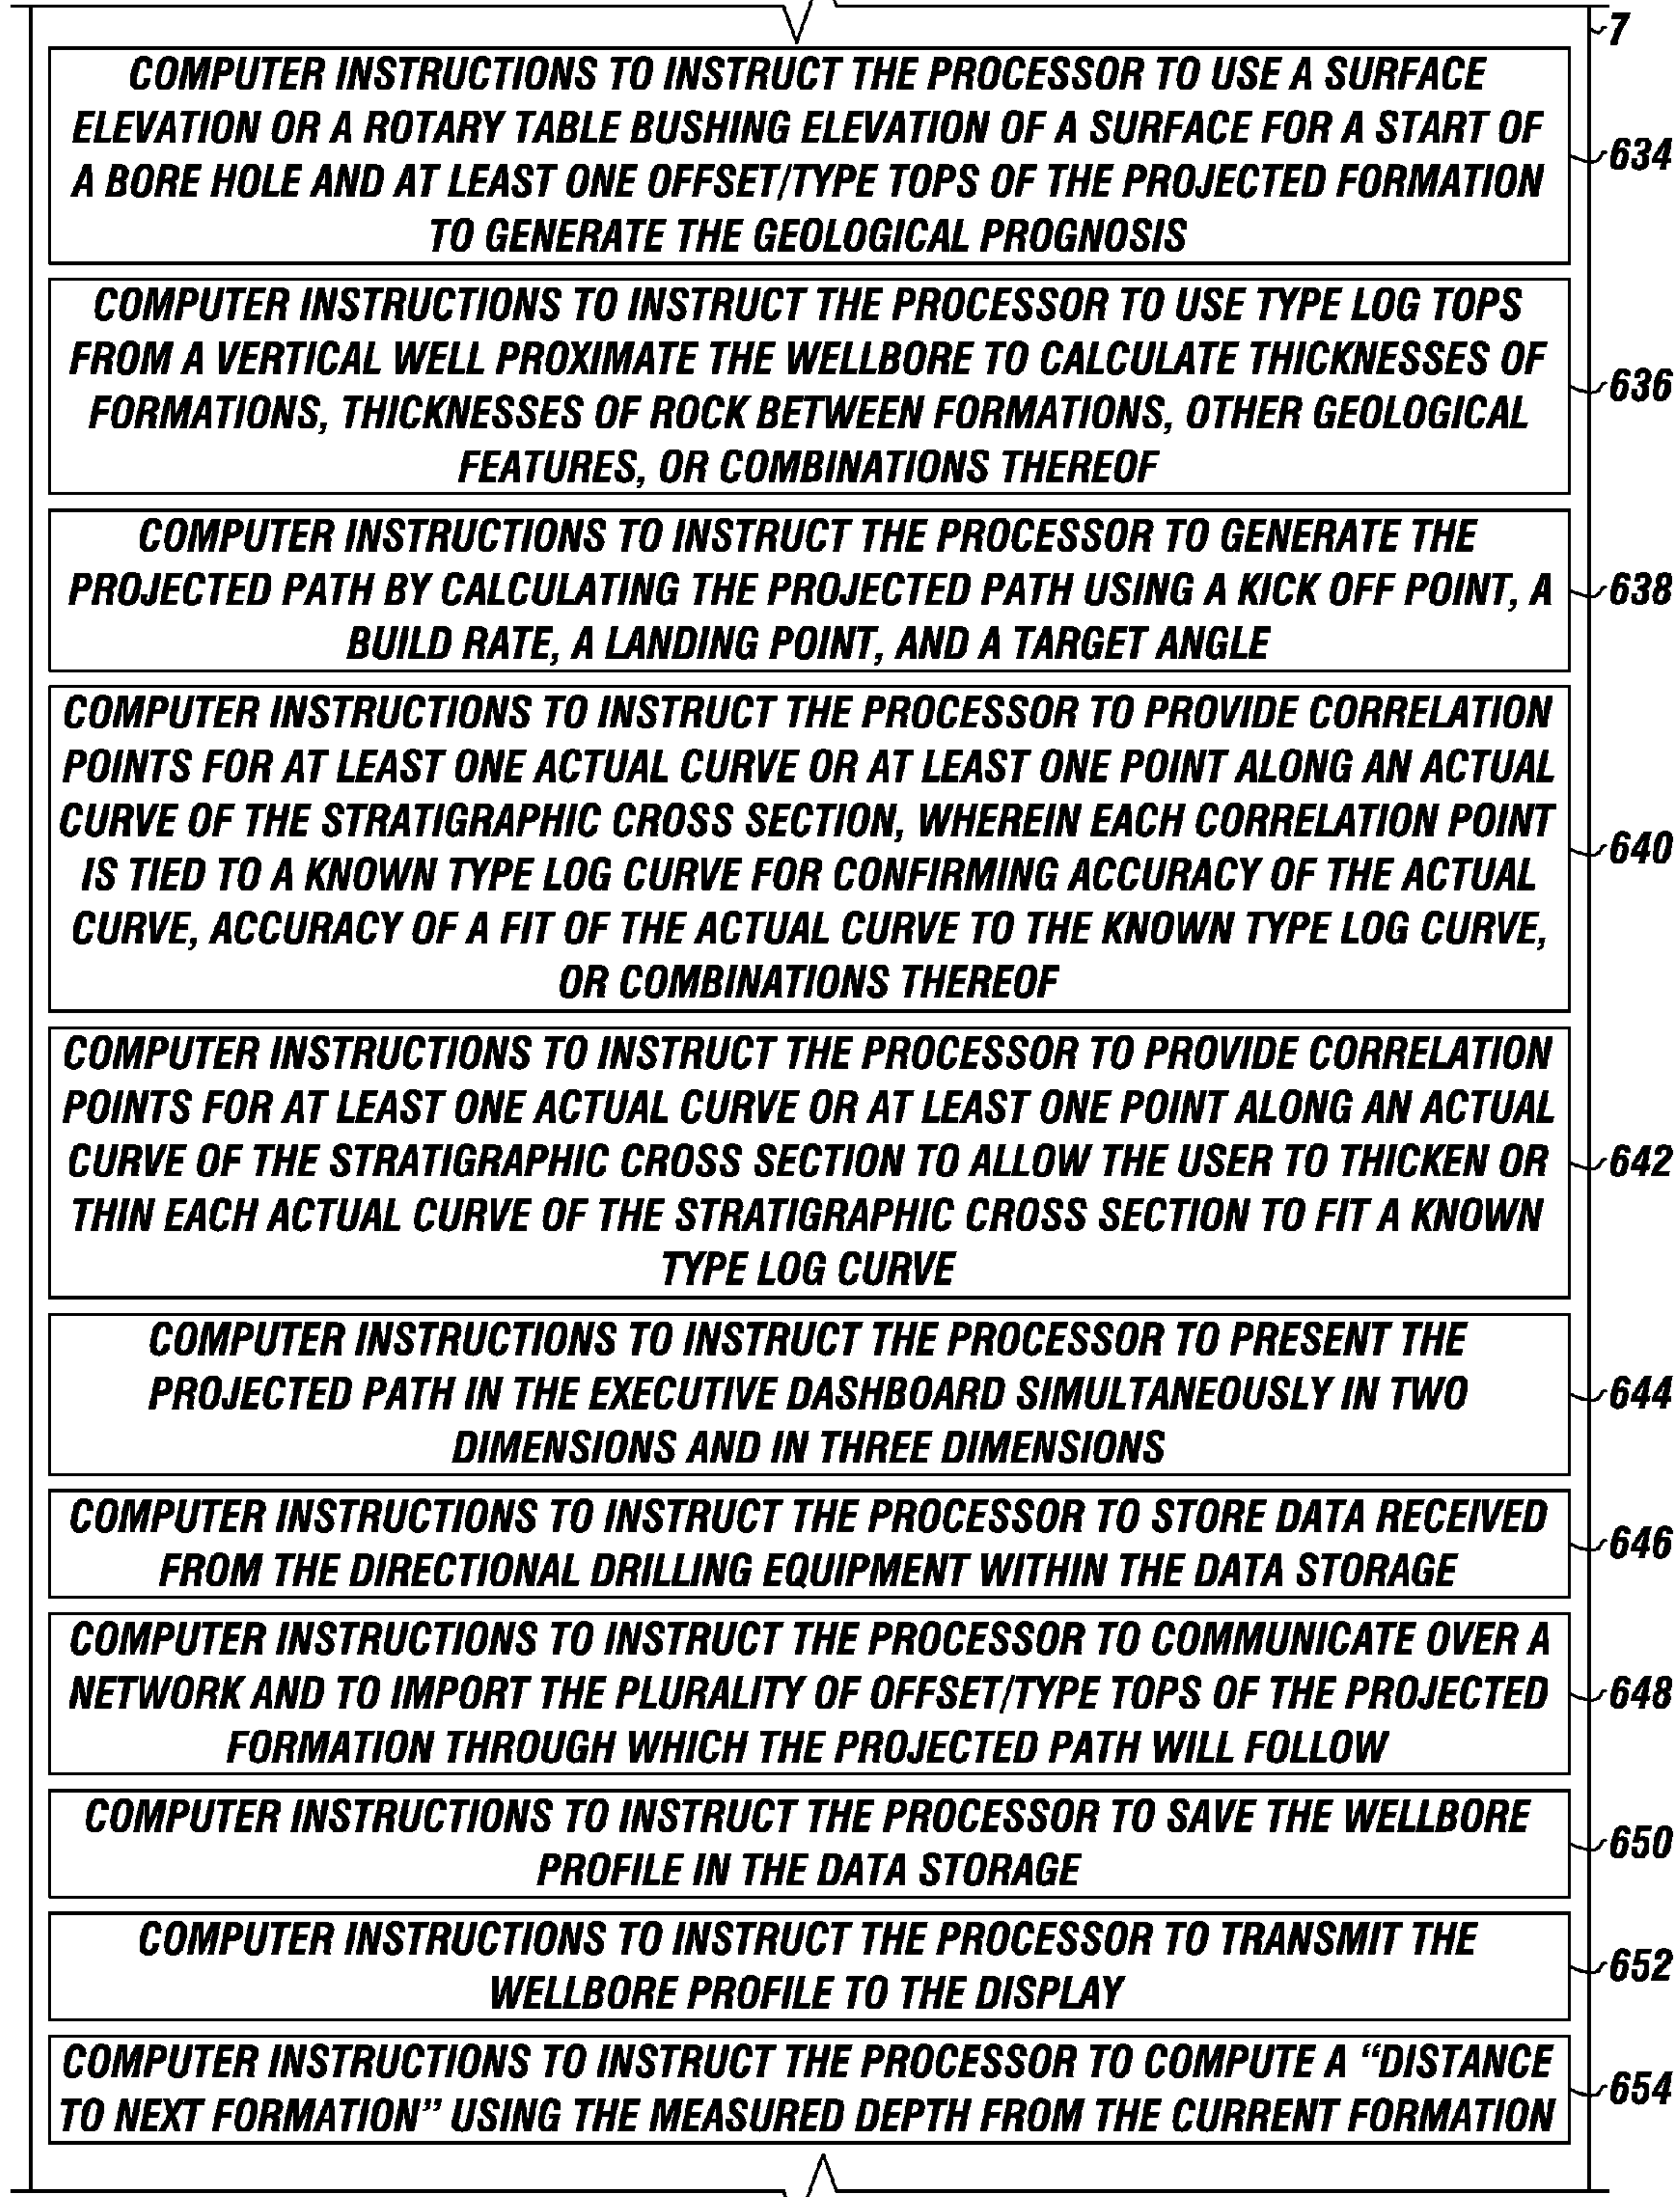 7
COMPUTER INSTRUCTIONS TO INSTRUCT THE PROCESSOR TO USE A SURFACE
ELEVATION OR A ROTARY TABLE BUSHING ELEVATION OF A SURFACE FOR A START OF
A BORE HOLE AND AT LEAST ONE OFFSET/TYPE TOPS OF THE PROJECTED FORMATION
TO GENERATE THE GEOLOGICAL PROGNOSIS
634
COMPUTER INSTRUCTIONS TO INSTRUCT THE PROCESSOR TO USE TYPE LOG TOPS
FROM A VERTICAL WELL PROXIMATE THE WELLBORE TO CALCULATE THICKNESSES OF
FORMATIONS, THICKNESSES OF ROCK BETWEEN FORMATIONS, OTHER GEOLOGICAL
FEATURES, OR COMBINATIONS THEREOF
636
COMPUTER INSTRUCTIONS TO INSTRUCT THE PROCESSOR TO GENERATE THE
PROJECTED PATH BY CALCULATING THE PROJECTED PATH USING A KICK OFF POINT, A
BUILD RATE, A LANDING POINT, AND A TARGET ANGLE
638
COMPUTER INSTRUCTIONS TO INSTRUCT THE PROCESSOR TO PROVIDE CORRELATION
POINTS FOR AT LEAST ONE ACTUAL CURVE OR AT LEAST ONE POINT ALONG AN ACTUAL
CURVE OF THE STRATIGRAPHIC CROSS SECTION, WHEREIN EACH CORRELATION POINT
IS TIED TO A KNOWN TYPE LOG CURVE FOR CONFIRMING ACCURACY OF THE ACTUAL
CURVE, ACCURACY OF A FIT OF THE ACTUAL CURVE TO THE KNOWN TYPE LOG CURVE,
OR COMBINATIONS THEREOF
640
COMPUTER INSTRUCTIONS TO INSTRUCT THE PROCESSOR TO PROVIDE CORRELATION
POINTS FOR AT LEAST ONE ACTUAL CURVE OR AT LEAST ONE POINT ALONG AN ACTUAL
CURVE OF THE STRATIGRAPHIC CROSS SECTION TO ALLOW THE USER TO THICKEN OR
THIN EACH ACTUAL CURVE OF THE STRATIGRAPHIC CROSS SECTION TO FIT A KNOWN
TYPE LOG CURVE
642
COMPUTER INSTRUCTIONS TO INSTRUCT THE PROCESSOR TO PRESENT THE
PROJECTED PATH IN THE EXECUTIVE DASHBOARD SIMULTANEOUSLY IN TWO
DIMENSIONS AND IN THREE DIMENSIONS
644
COMPUTER INSTRUCTIONS TO INSTRUCT THE PROCESSOR TO STORE DATA RECEIVED
FROM THE DIRECTIONAL DRILLING EQUIPMENT WITHIN THE DATA STORAGE
646
COMPUTER INSTRUCTIONS TO INSTRUCT THE PROCESSOR TO COMMUNICATE OVER A
NETWORK AND TO IMPORT THE PLURALITY OF OFFSET/TYPE TOPS OF THE PROJECTED
FORMATION THROUGH WHICH THE PROJECTED PATH WILL FOLLOW
648
COMPUTER INSTRUCTIONS TO INSTRUCT THE PROCESSOR TO SAVE THE WELLBORE
PROFILE IN THE DATA STORAGE
650
COMPUTER INSTRUCTIONS TO INSTRUCT THE PROCESSOR TO TRANSMIT THE
WELLBORE PROFILE TO THE DISPLAY
652
COMPUTER INSTRUCTIONS TO INSTRUCT THE PROCESSOR TO COMPUTE A “DISTANCE
TO NEXT FORMATION” USING THE MEASURED DEPTH FROM THE CURRENT FORMATION
654